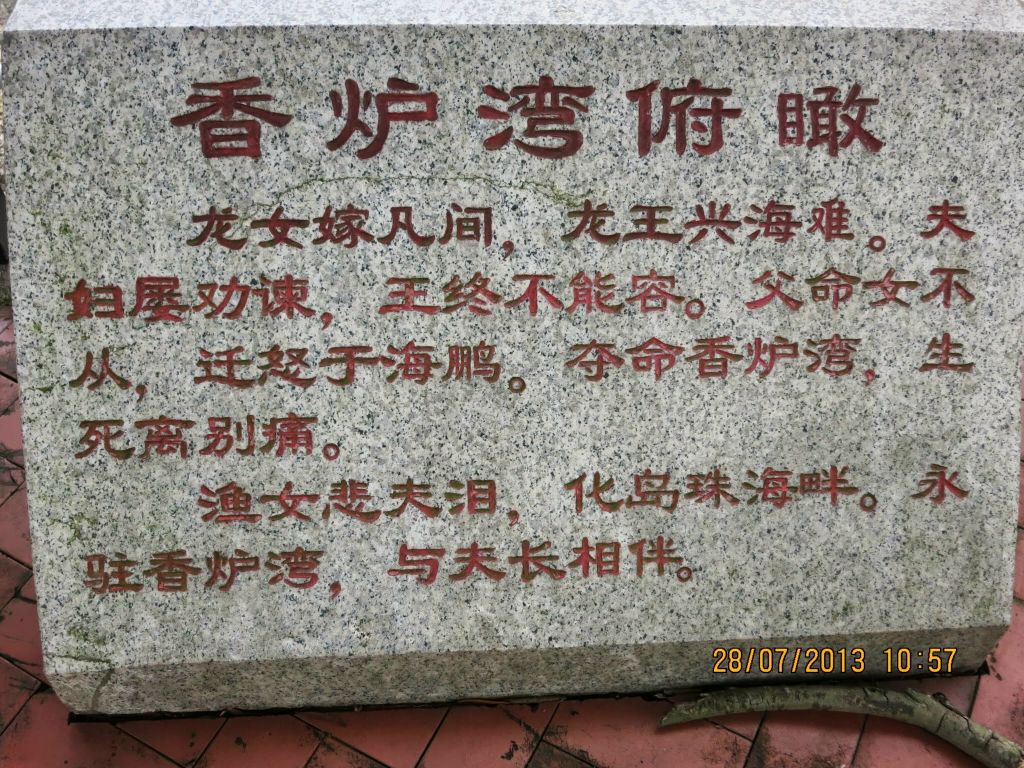 香炉湾俯瞰
龙女嫁凡间，龙王兴海难。夫
妇屡劝谏，王终不能容。父命女不
从，迁怒于海鹏。夺命香炉湾，生
死离别痛。
渔女悲夫泪，化岛珠海畔。永
驻香炉湾，与夫长相伴。
28/07/2013 10:57